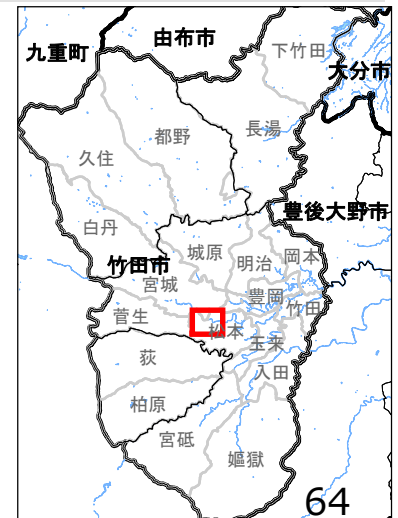 由布市
九重町
下竹田
大分市
長湯
都野
久住
白丹
豊後大野市
城原
岡本
明治
竹田市
宮城
豊岡
竹田
菅生
松本
玉来
荻
入田
柏原
宮砥
嫗獄
64